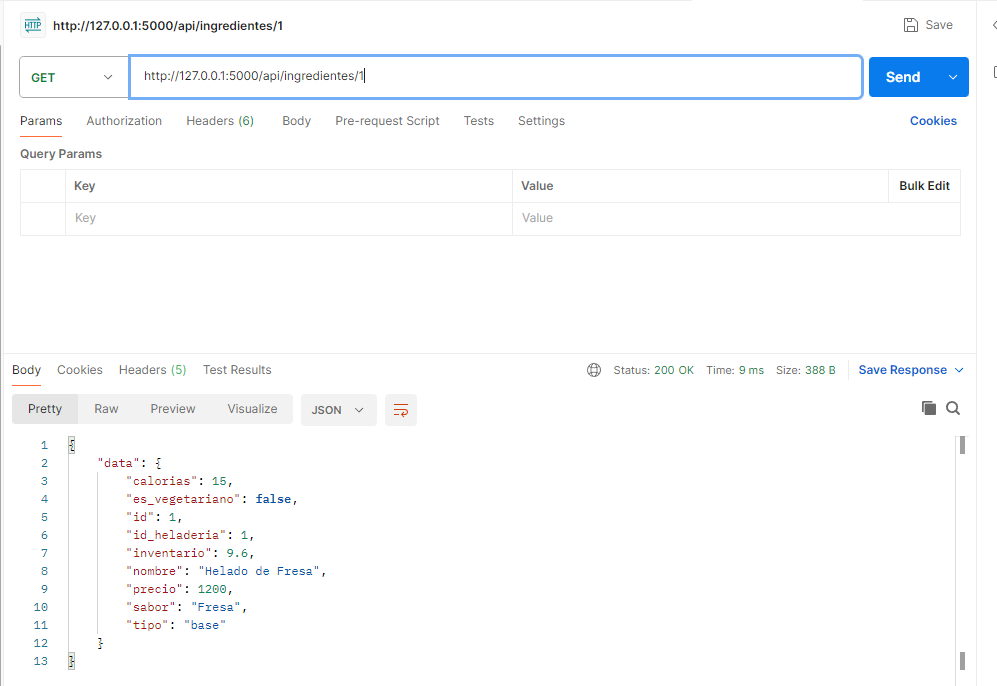 HTTP http://127.0.0.1:5000/api/ingredientes/1 Save
GET http://127.0.0.1:5000/api/ingredientes/1 Send
Params Authorization Headers (6) Body Pre-request Script Tests Settings Cookies
Query Params
Key Value Bulk Edit
Key Value
Body Cookies Headers (5) Test Results Status: 200 OK Time: 9 ms Size: 388 B Save Response
Pretty Raw Preview Visualize JSON
1 {
2 "data": {
3 "calorias": 15,
4 "es_vegetariano": false,
5 "id": 1,
6 "id_heladeria": 1,
7 "inventario": 9.6,
8 "nombre": "Helado de Fresa",
9 "precio": 1200,
10 "sabor": "Fresa",
11 "tipo": "base"
12 }
13 }